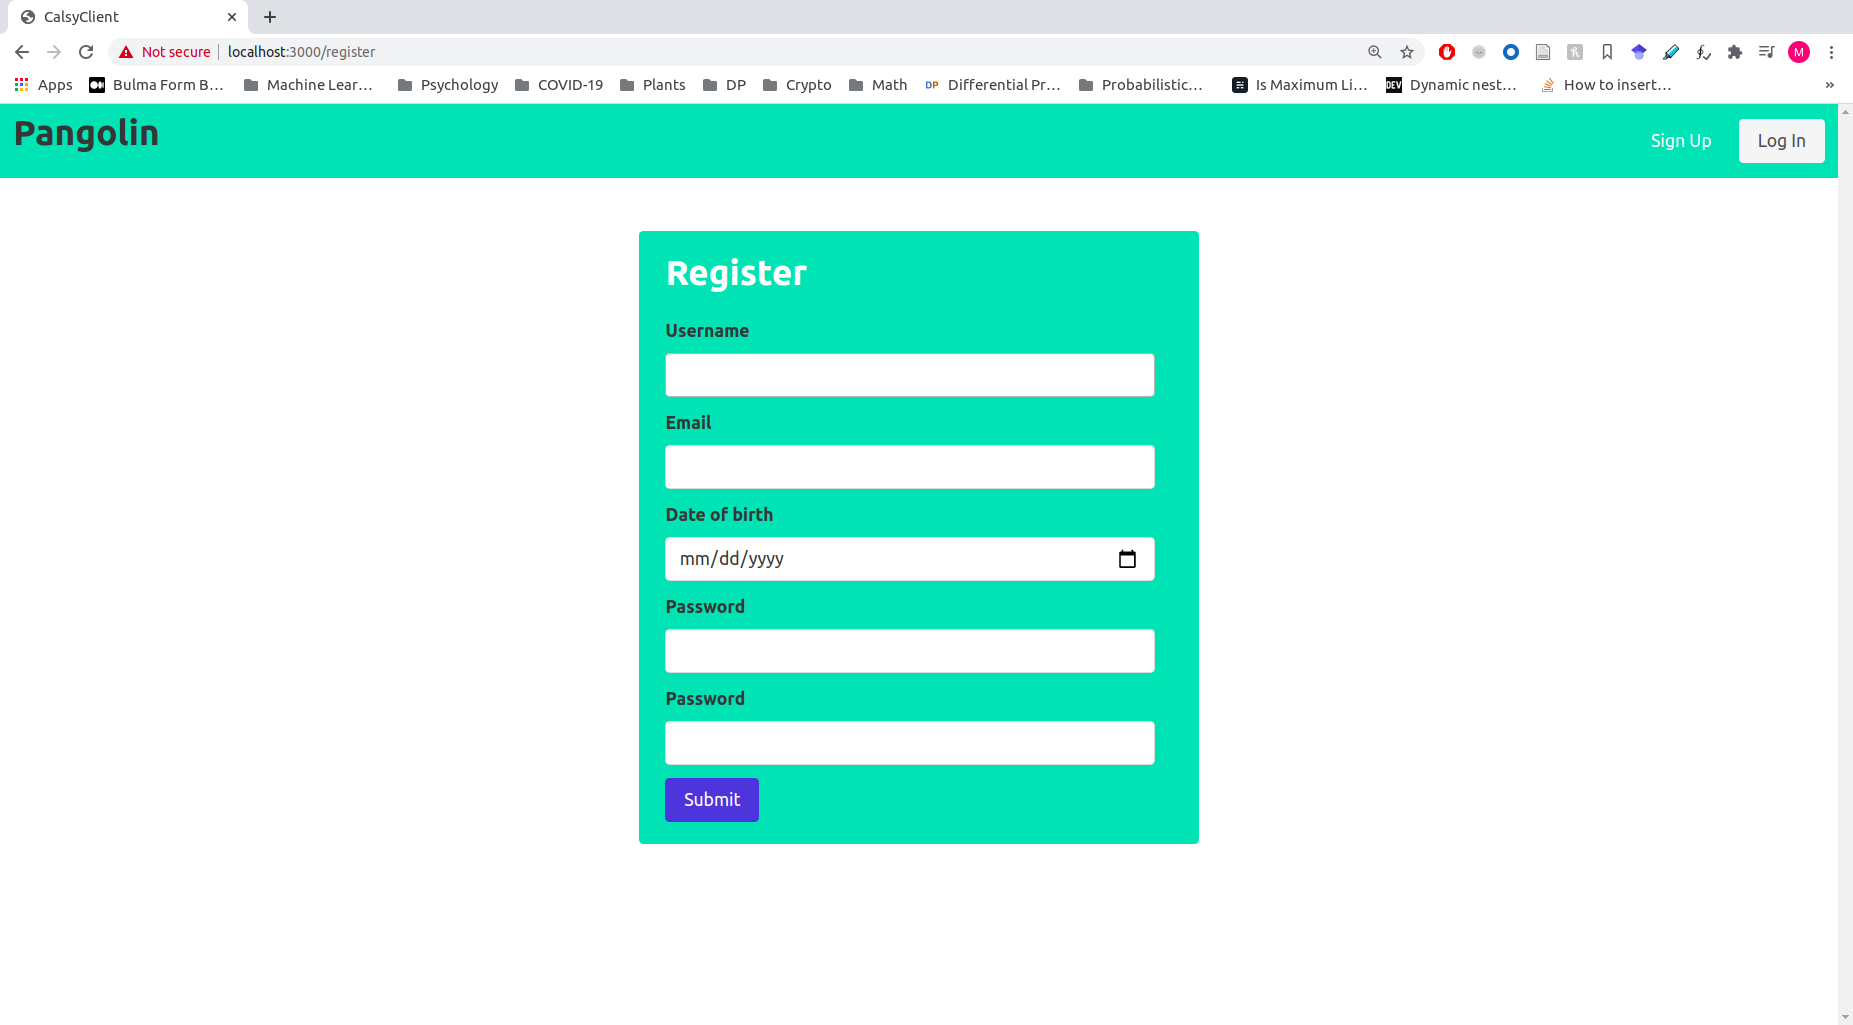 CalsyClient
Not secure localhost:3000/register
M
Apps Bulma Form B... Machine Lear... Psychology COVID-19 Plants DP Crypto Math DP Differential Pr... Probabilistic... Is Maximum Li... DEV Dynamic nest... How to insert... »
Pangolin
Sign Up Log In
Register
Username
Email
Date of birth
mm/dd/yyyy
Password
Password
Submit